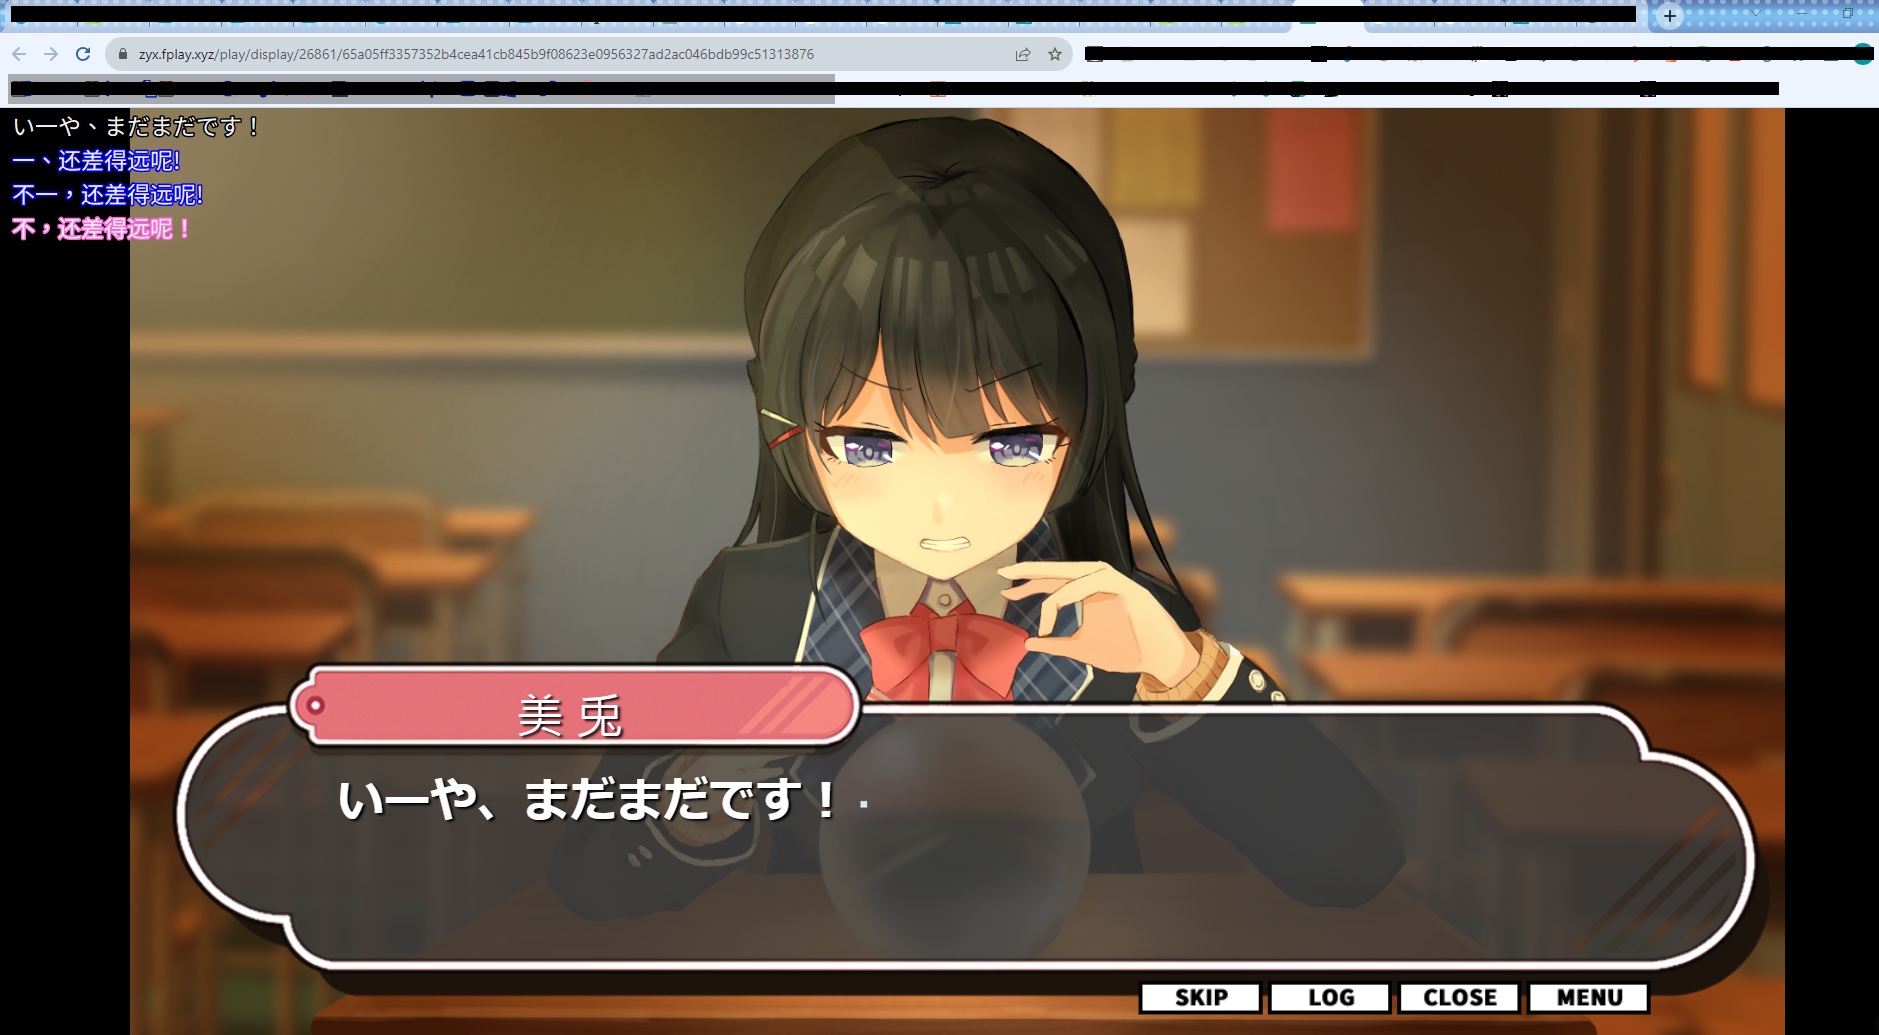 zyx.fplay.xyz/play/display/26861/65a05ff3357352b4cea41cb845b9f08623e0956327ad2ac046bdb99c51313876
いーや、まだまだです！
一、还差得远呢!
不一，还差得远呢!
不，还差得远呢！
美兎
いーや、まだまだです！
SKIP
LOG
CLOSE
MENU